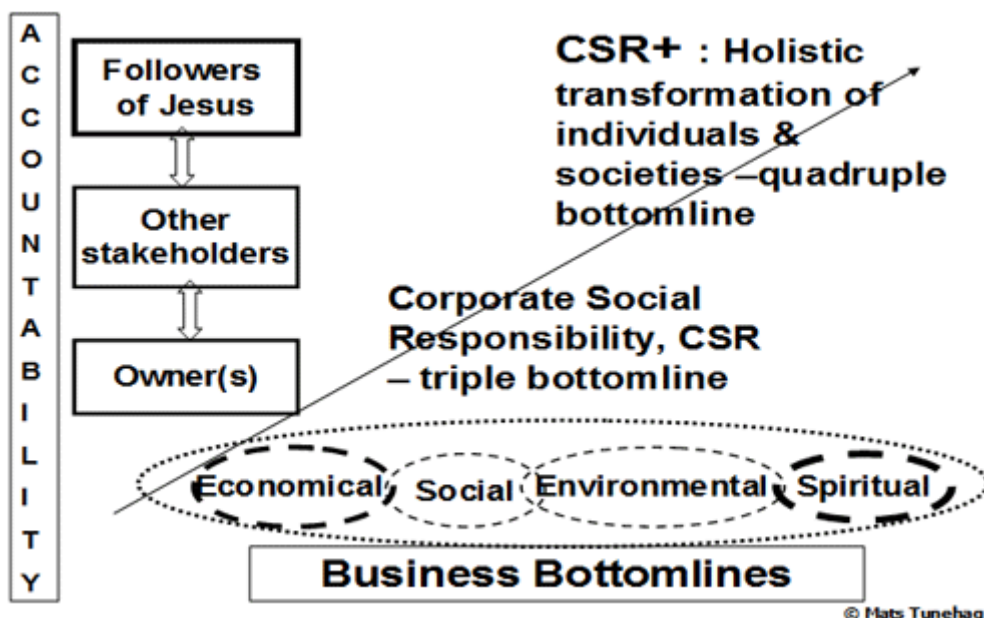 ACCOUNTABILITY
Followers
of Jesus
Other
stakeholders
Owner(s)
CSR+ : Holistic
transformation of
individuals &
societies –quadruple
bottomline
Corporate Social
Responsibility, CSR
– triple bottomline
Economical Social Environmental Spiritual
Business Bottomlines
© Mats Tunehag